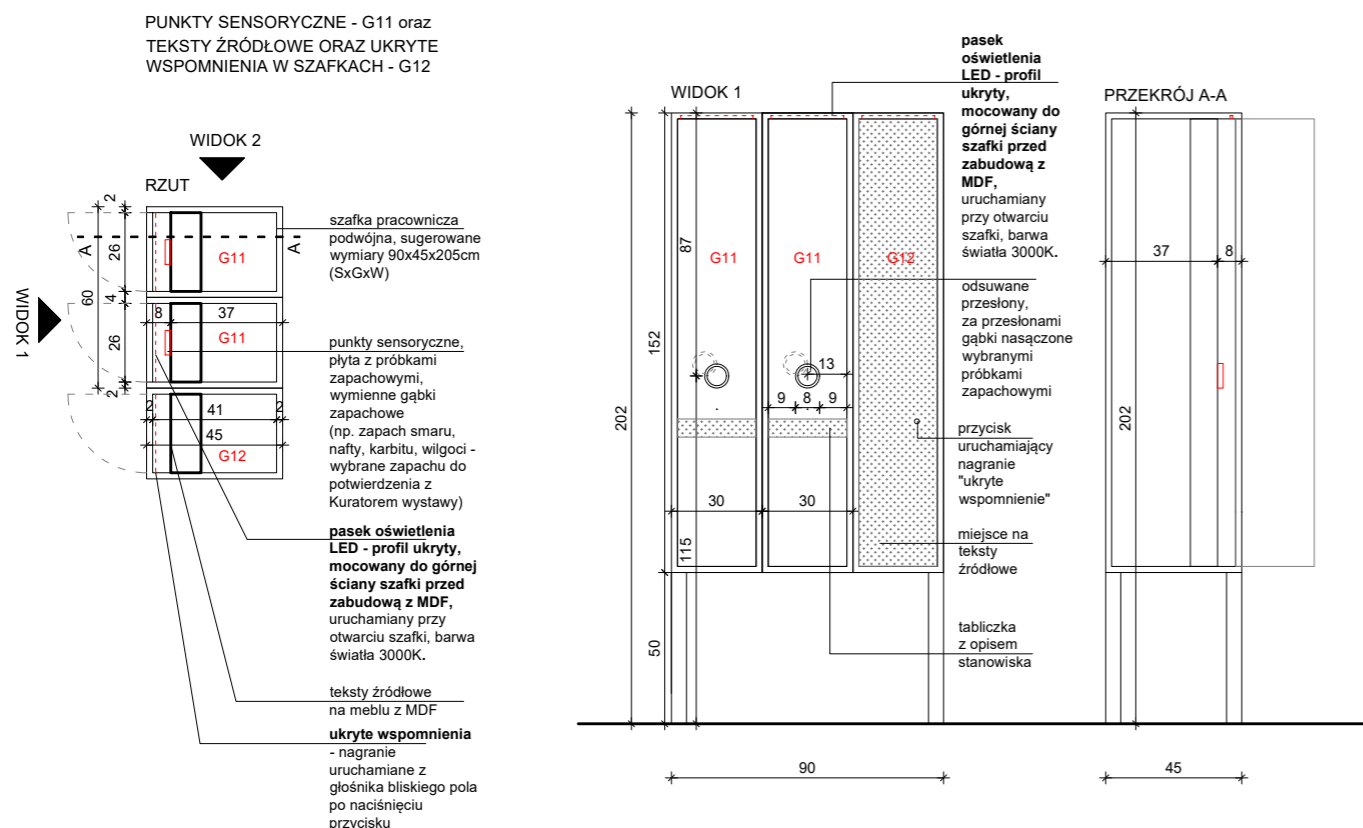 PUNKTY SENSORYCZNE - G11 oraz
TEKSTY ŹRÓDŁOWE ORAZ UKRYTE
WSPOMNIENIA W SZAFKACH - G12
WIDOK 2
RZUT
WIDOK 1
A
A
2
26
4
60
26
2
8
37
2
41
2
45
G11
G11
G12
szafka pracownicza
podwójna, sugerowane
wymiary 90x45x205cm
(SxGxW)
punkty sensoryczne,
płyta z próbkami
zapachowymi,
wymienne gąbki
zapachowe
(np. zapach smaru,
nafty, karbitu, wilgoci -
wybrane zapachu do
potwierdzenia z
Kuratorem wystawy)
pasek oświetlenia
LED - profil ukryty,
mocowany do górnej
ściany szafki przed
zabudową z MDF,
uruchamiany przy
otwarciu szafki, barwa
światła 3000K.
teksty źródłowe
na meblu z MDF
ukryte wspomnienia
- nagranie
uruchamiane z
głośnika bliskiego pola
po naciśnięciu
przycisku
WIDOK 1
G11
G11
G12
87
152
202
13
9
8
9
30
30
115
50
90
pasek
oświetlenia
LED - profil
ukryty,
mocowany do
górnej ściany
szafki przed
zabudową z
MDF,
uruchamiany
przy otwarciu
szafki, barwa
światła 3000K.
odsuwane
przesłony,
za przesłonami
gąbki nasączone
wybranymi
próbkami
zapachowymi
przycisk
uruchamiający
nagranie
"ukryte
wspomnienie"
miejsce na
teksty
źródłowe
tabliczka
z opisem
stanowiska
PRZEKRÓJ A-A
37
8
202
45